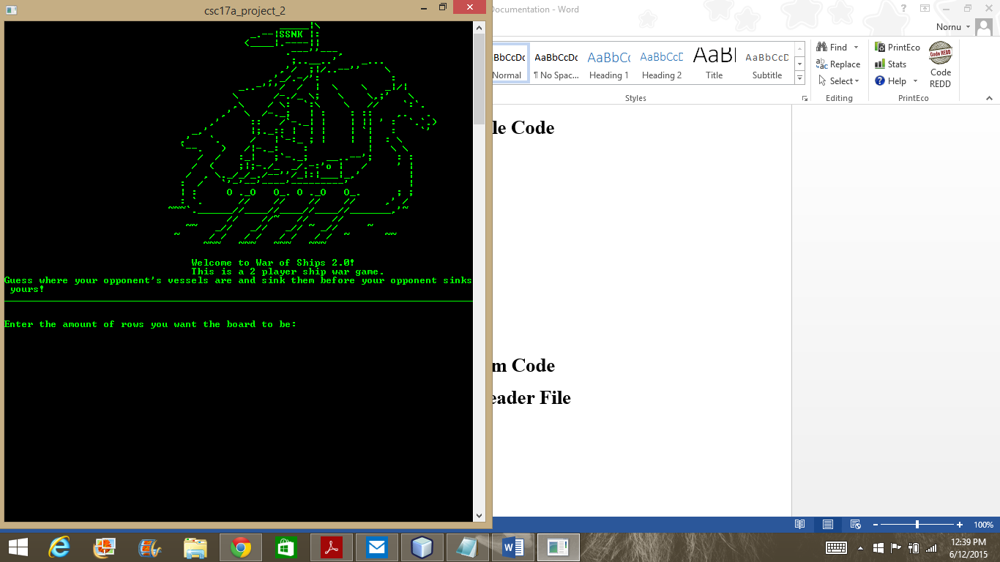 csc17a_project_2
SSNK
Welcome to War of Ships 2.0!
This is a 2 player ship war game.
Guess where your opponent's vessels are and sink them before your opponent sinks
yours!
Enter the amount of rows you want the board to be:
Documentation - Word
Nornu
AaBbCcDc
Normal
¶ No Spac...
Heading 1
Heading 2
Title
AaBbCcD
Subtitle
Styles
Find
Replace
Select
Editing
PrintEco
Stats
Help
Code REDD
Code
REDD
PrintEco
le Code
m Code
eader File
100%
12:39 PM
6/12/2015